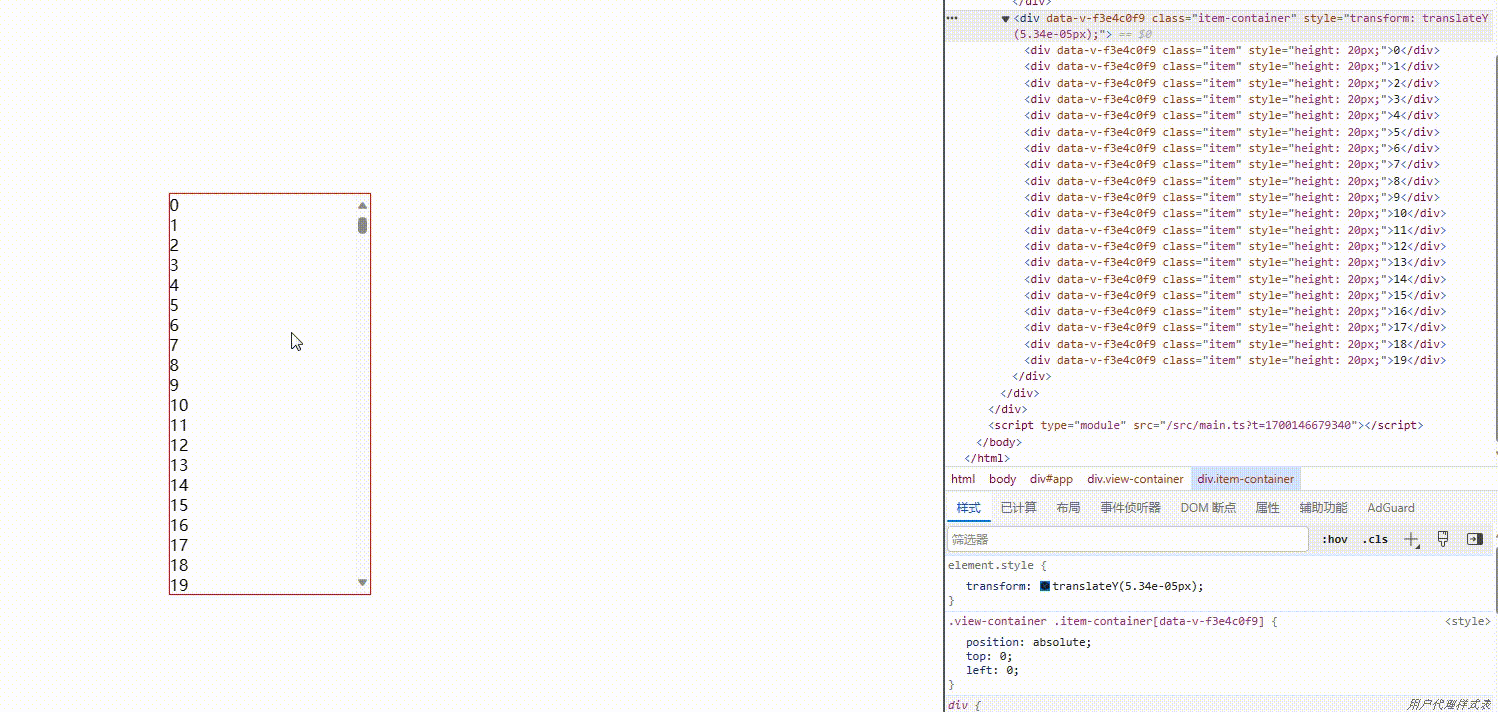 0
1
2
3
4
5
6
7
8
9
10
11
12
13
14
15
16
17
18
19
</div>
<div data-v-f3e4c0f9 class="item-container" style="transform: translateY
(5.34e-05px);"> == $0
<div data-v-f3e4c0f9 class="item" style="height: 20px;">0</div>
<div data-v-f3e4c0f9 class="item" style="height: 20px;">1</div>
<div data-v-f3e4c0f9 class="item" style="height: 20px;">2</div>
<div data-v-f3e4c0f9 class="item" style="height: 20px;">3</div>
<div data-v-f3e4c0f9 class="item" style="height: 20px;">4</div>
<div data-v-f3e4c0f9 class="item" style="height: 20px;">5</div>
<div data-v-f3e4c0f9 class="item" style="height: 20px;">6</div>
<div data-v-f3e4c0f9 class="item" style="height: 20px;">7</div>
<div data-v-f3e4c0f9 class="item" style="height: 20px;">8</div>
<div data-v-f3e4c0f9 class="item" style="height: 20px;">9</div>
<div data-v-f3e4c0f9 class="item" style="height: 20px;">10</div>
<div data-v-f3e4c0f9 class="item" style="height: 20px;">11</div>
<div data-v-f3e4c0f9 class="item" style="height: 20px;">12</div>
<div data-v-f3e4c0f9 class="item" style="height: 20px;">13</div>
<div data-v-f3e4c0f9 class="item" style="height: 20px;">14</div>
<div data-v-f3e4c0f9 class="item" style="height: 20px;">15</div>
<div data-v-f3e4c0f9 class="item" style="height: 20px;">16</div>
<div data-v-f3e4c0f9 class="item" style="height: 20px;">17</div>
<div data-v-f3e4c0f9 class="item" style="height: 20px;">18</div>
<div data-v-f3e4c0f9 class="item" style="height: 20px;">19</div>
</div>
</div>
</div>
<script type="module" src="/src/main.ts?t=1700146679340"></script>
</body>
</html>
html body div#app div.view-container div.item-container
样式 已计算 布局 事件侦听器 DOM 断点 属性 辅助功能 AdGuard
筛选器 :hov .cls
element.style {
transform: translateY(5.34e-05px);
}
.view-container .item-container[data-v-f3e4c0f9] { <style>
position: absolute;
top: 0;
left: 0;
}
div { 用户代理样式表